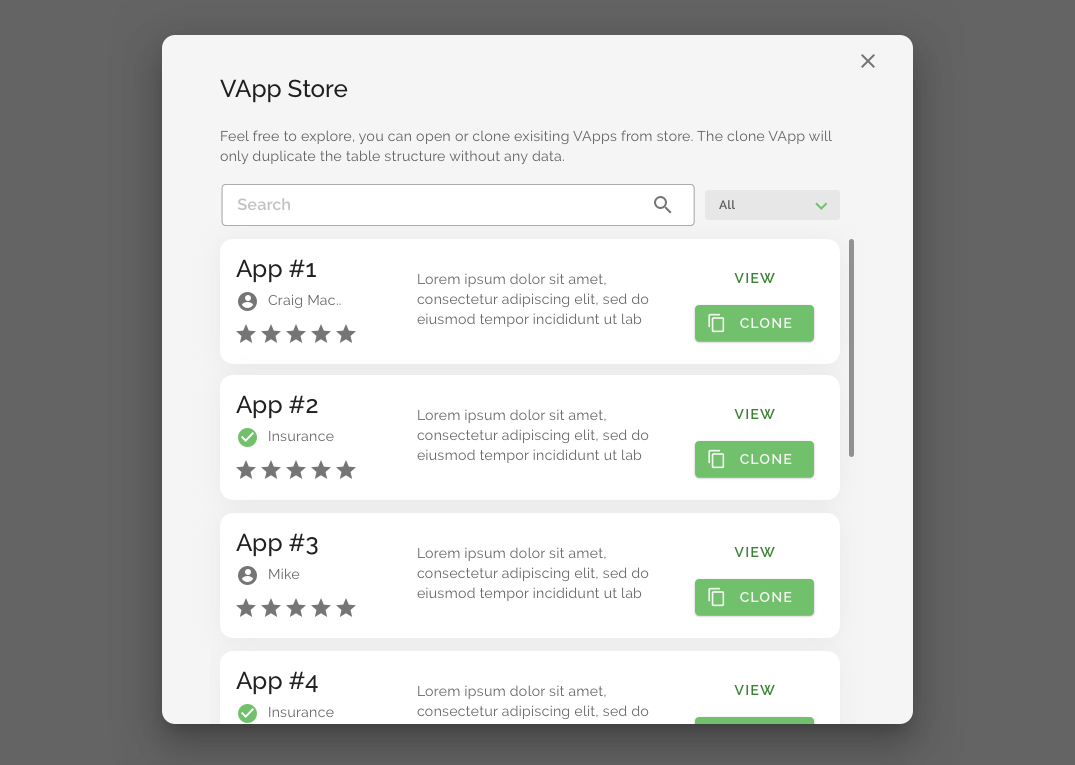 VApp Store
Feel free to explore, you can open or clone exisiting VApps from store. The clone VApp will
only duplicate the table structure without any data.
Search
All
App #1
Craig Mac..
Lorem ipsum dolor sit amet,
consectetur adipiscing elit, sed do
eiusmod tempor incididunt ut lab
VIEW
CLONE
App #2
Insurance
Lorem ipsum dolor sit amet,
consectetur adipiscing elit, sed do
eiusmod tempor incididunt ut lab
VIEW
CLONE
App #3
Mike
Lorem ipsum dolor sit amet,
consectetur adipiscing elit, sed do
eiusmod tempor incididunt ut lab
VIEW
CLONE
App #4
Insurance
Lorem ipsum dolor sit amet,
consectetur adipiscing elit, sed do
VIEW